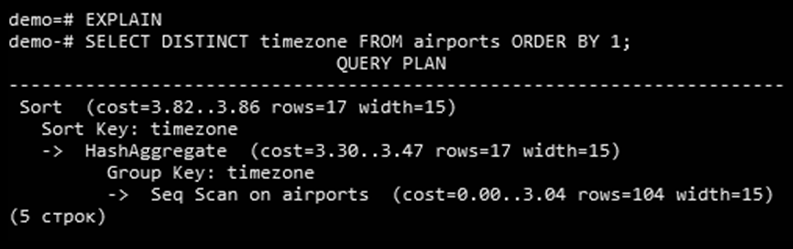 demo=# EXPLAIN
demo-# SELECT DISTINCT timezone FROM airports ORDER BY 1;
QUERY PLAN
--------------------------------------------------------------------------------
Sort (cost=3.82..3.86 rows=17 width=15)
Sort Key: timezone
-> HashAggregate (cost=3.30..3.47 rows=17 width=15)
Group Key: timezone
-> Seq Scan on airports (cost=0.00..3.04 rows=104 width=15)
(5 строк)